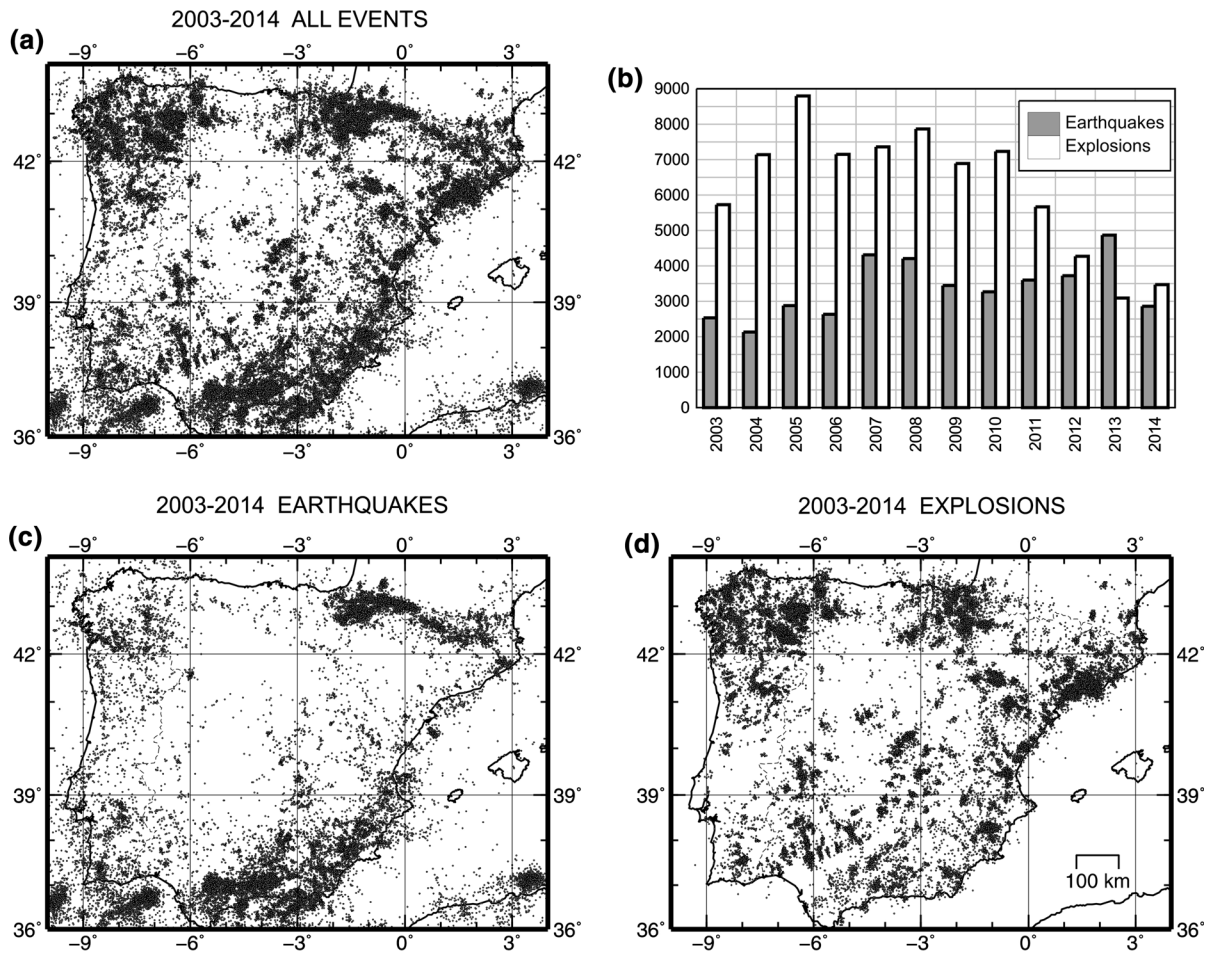 2003-2014 ALL EVENTS
(a)
−9° −6° −3° 0° 3°
42° 42°
39° 39°
36° 36°
−9° −6° −3° 0° 3°
(b)
9000
8000
7000
6000
5000
4000
3000
2000
1000
0
Earthquakes
Explosions
2003 2004 2005 2006 2007 2008 2009 2010 2011 2012 2013 2014
2003-2014 EARTHQUAKES
(c)
−9° −6° −3° 0° 3°
42° 42°
39° 39°
36° 36°
−9° −6° −3° 0° 3°
2003-2014 EXPLOSIONS
(d)
−9° −6° −3° 0° 3°
42° 42°
39° 39°
100 km
36° 36°
−9° −6° −3° 0° 3°